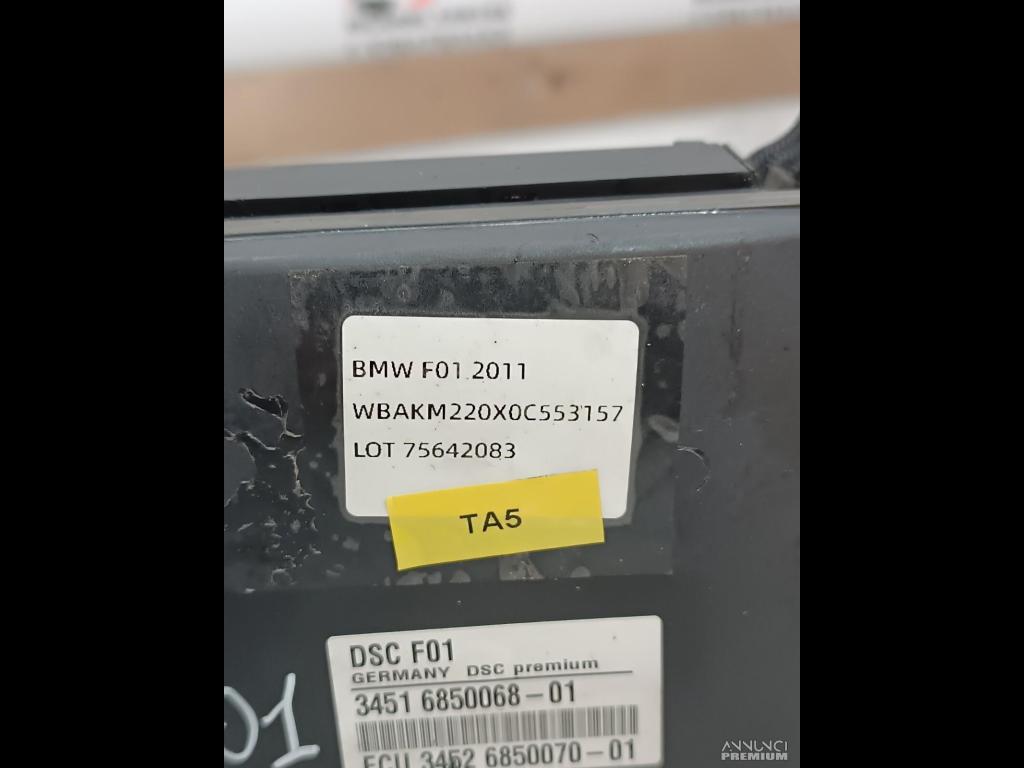 BMW F01 2011
WBAKM220X0C553157
LOT 75642083
TA5
DSC F01
GERMANY DSC premium
3451 6850068-01
ECU 3452 6850070-01
01
ANNUNCI
PREMIUM